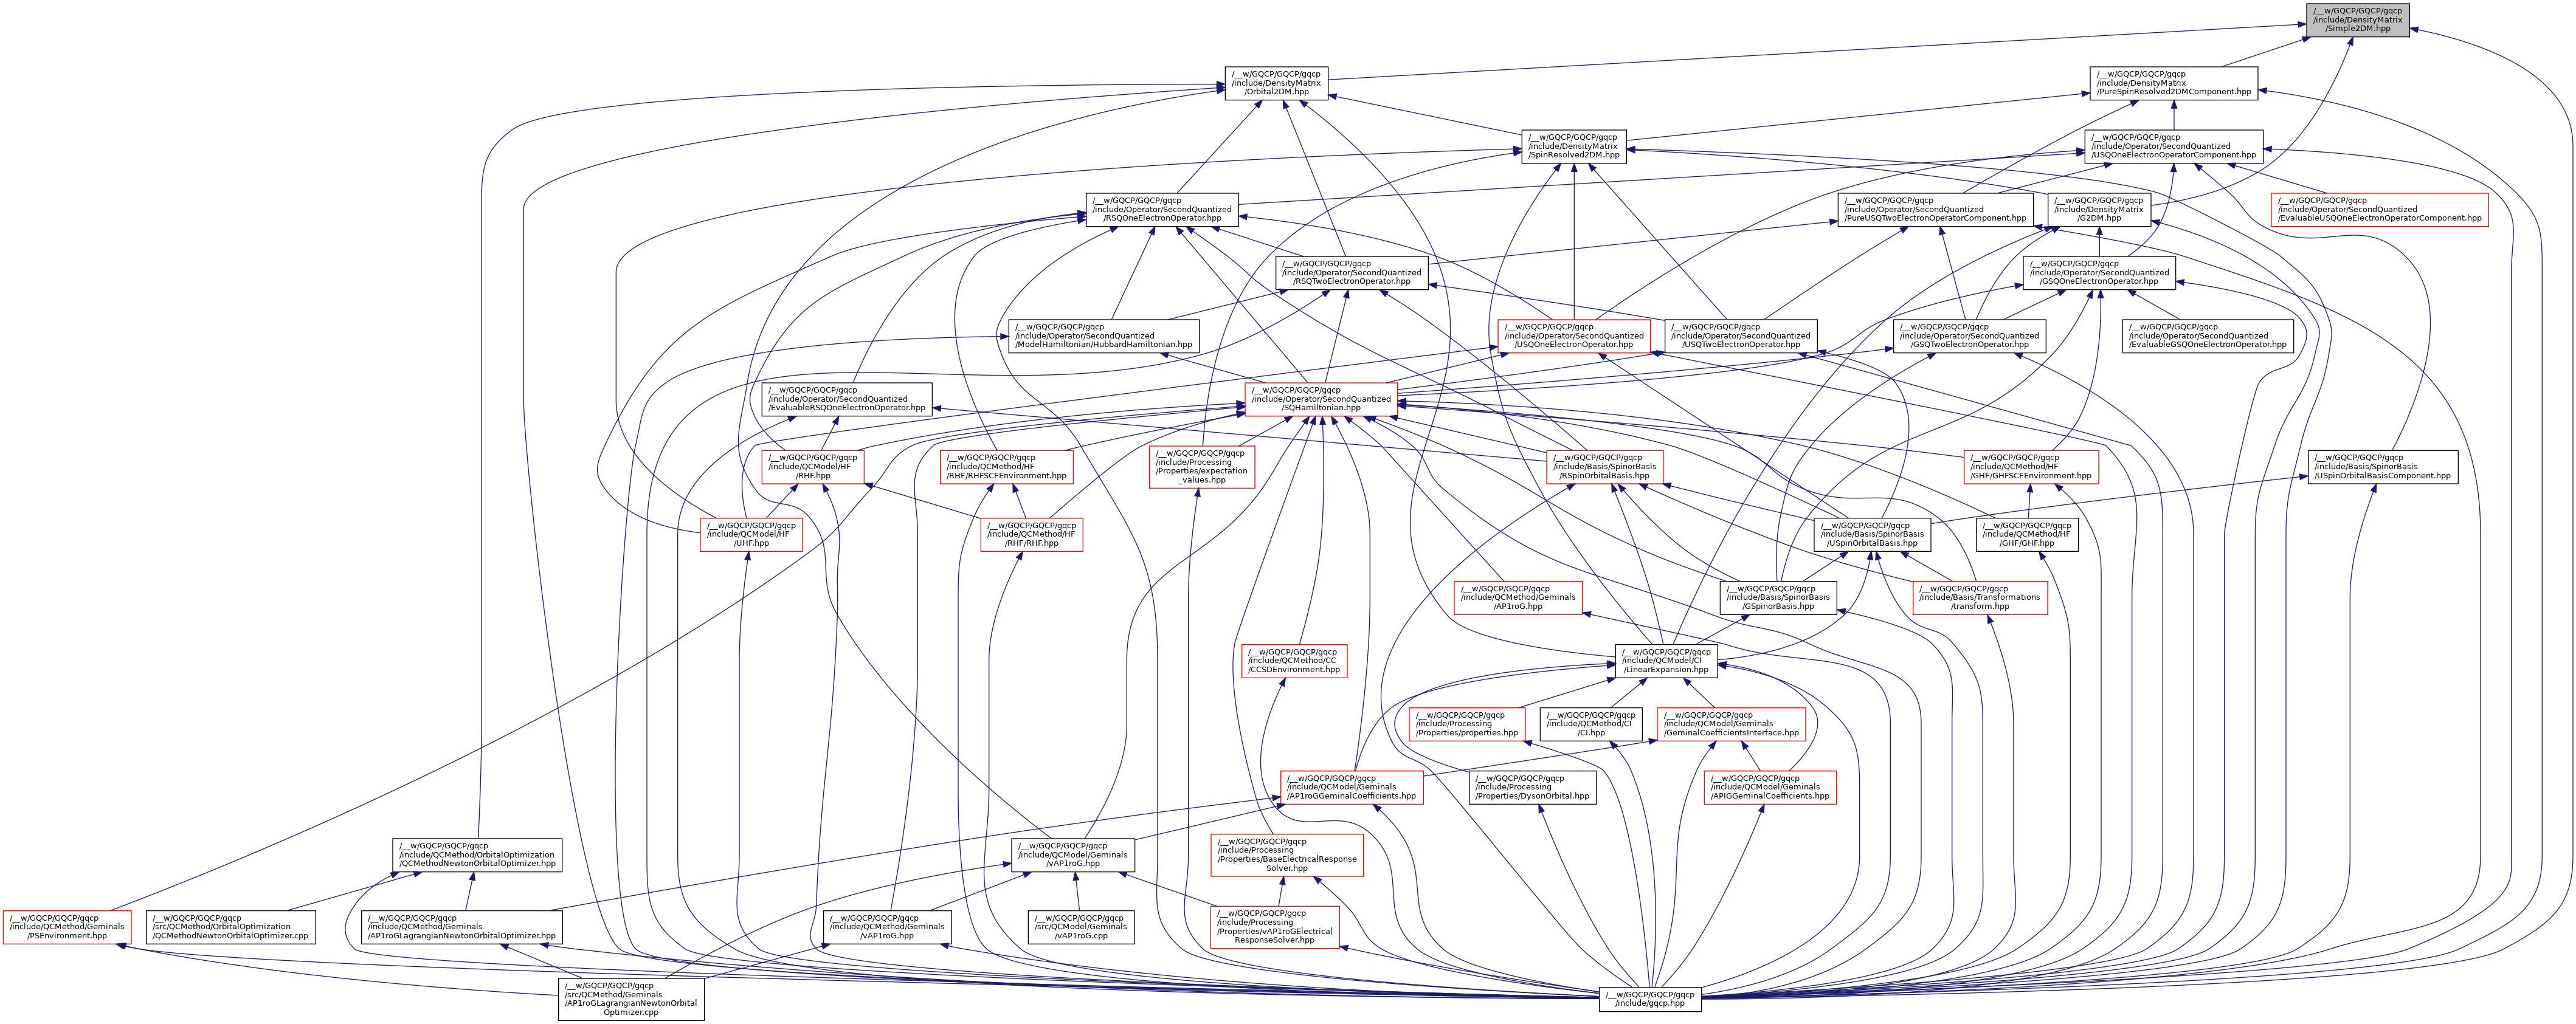 /__w/GQCP/GQCP/gqcp
/include/DensityMatrix
/Simple2DM.hpp
/__w/GQCP/GQCP/gqcp
/include/DensityMatrix
/Orbital2DM.hpp
/__w/GQCP/GQCP/gqcp
/include/DensityMatrix
/PureSpinResolved2DMComponent.hpp
/__w/GQCP/GQCP/gqcp
/include/DensityMatrix
/SpinResolved2DM.hpp
/__w/GQCP/GQCP/gqcp
/include/Operator/SecondQuantized
/USQOneElectronOperatorComponent.hpp
/__w/GQCP/GQCP/gqcp
/include/Operator/SecondQuantized
/RSQOneElectronOperator.hpp
/__w/GQCP/GQCP/gqcp
/include/Operator/SecondQuantized
/PureUSQTwoElectronOperatorComponent.hpp
/__w/GQCP/GQCP/gqcp
/include/DensityMatrix
/G2DM.hpp
/__w/GQCP/GQCP/gqcp
/include/Operator/SecondQuantized
/EvaluableUSQOneElectronOperatorComponent.hpp
/__w/GQCP/GQCP/gqcp
/include/Operator/SecondQuantized
/RSQTwoElectronOperator.hpp
/__w/GQCP/GQCP/gqcp
/include/Operator/SecondQuantized
/GSQOneElectronOperator.hpp
/__w/GQCP/GQCP/gqcp
/include/Operator/SecondQuantized
/ModelHamiltonian/HubbardHamiltonian.hpp
/__w/GQCP/GQCP/gqcp
/include/Operator/SecondQuantized
/USQOneElectronOperator.hpp
/__w/GQCP/GQCP/gqcp
/include/Operator/SecondQuantized
/USQTwoElectronOperator.hpp
/__w/GQCP/GQCP/gqcp
/include/Operator/SecondQuantized
/GSQTwoElectronOperator.hpp
/__w/GQCP/GQCP/gqcp
/include/Operator/SecondQuantized
/EvaluableGSQOneElectronOperator.hpp
/__w/GQCP/GQCP/gqcp
/include/Operator/SecondQuantized
/EvaluableRSQOneElectronOperator.hpp
/__w/GQCP/GQCP/gqcp
/include/Operator/SecondQuantized
/SQHamiltonian.hpp
/__w/GQCP/GQCP/gqcp
/include/QCModel/HF
/RHF.hpp
/__w/GQCP/GQCP/gqcp
/include/QCMethod/HF
/RHF/RHFSCFEnvironment.hpp
/__w/GQCP/GQCP/gqcp
/include/Processing
/Properties/expectation
_values.hpp
/__w/GQCP/GQCP/gqcp
/include/Basis/SpinorBasis
/RSpinOrbitalBasis.hpp
/__w/GQCP/GQCP/gqcp
/include/QCMethod/HF
/GHF/GHFSCFEnvironment.hpp
/__w/GQCP/GQCP/gqcp
/include/Basis/SpinorBasis
/USpinOrbitalBasisComponent.hpp
/__w/GQCP/GQCP/gqcp
/include/QCModel/HF
/UHF.hpp
/__w/GQCP/GQCP/gqcp
/include/QCMethod/HF
/RHF/RHF.hpp
/__w/GQCP/GQCP/gqcp
/include/Basis/SpinorBasis
/USpinOrbitalBasis.hpp
/__w/GQCP/GQCP/gqcp
/include/QCMethod/HF
/GHF/GHF.hpp
/__w/GQCP/GQCP/gqcp
/include/QCMethod/Geminals
/AP1roG.hpp
/__w/GQCP/GQCP/gqcp
/include/Basis/SpinorBasis
/GSpinorBasis.hpp
/__w/GQCP/GQCP/gqcp
/include/Basis/Transformations
/transform.hpp
/__w/GQCP/GQCP/gqcp
/include/QCMethod/CC
/CCSDEnvironment.hpp
/__w/GQCP/GQCP/gqcp
/include/QCModel/CI
/LinearExpansion.hpp
/__w/GQCP/GQCP/gqcp
/include/Processing
/Properties/properties.hpp
/__w/GQCP/GQCP/gqcp
/include/QCMethod/CI
/CI.hpp
/__w/GQCP/GQCP/gqcp
/include/QCModel/Geminals
/GeminalCoefficientsInterface.hpp
/__w/GQCP/GQCP/gqcp
/include/QCModel/Geminals
/AP1roGGeminalCoefficients.hpp
/__w/GQCP/GQCP/gqcp
/include/Processing
/Properties/DysonOrbital.hpp
/__w/GQCP/GQCP/gqcp
/include/QCModel/Geminals
/APIGGeminalCoefficients.hpp
/__w/GQCP/GQCP/gqcp
/include/QCMethod/OrbitalOptimization
/QCMethodNewtonOrbitalOptimizer.hpp
/__w/GQCP/GQCP/gqcp
/include/QCModel/Geminals
/vAP1roG.hpp
/__w/GQCP/GQCP/gqcp
/include/Processing
/Properties/BaseElectricalResponse
Solver.hpp
/__w/GQCP/GQCP/gqcp
/include/QCMethod/Geminals
/PSEnvironment.hpp
/__w/GQCP/GQCP/gqcp
/src/QCMethod/OrbitalOptimization
/QCMethodNewtonOrbitalOptimizer.cpp
/__w/GQCP/GQCP/gqcp
/include/QCMethod/Geminals
/AP1roGLagrangianNewtonOrbitalOptimizer.hpp
/__w/GQCP/GQCP/gqcp
/include/QCMethod/Geminals
/vAP1roG.hpp
/__w/GQCP/GQCP/gqcp
/src/QCModel/Geminals
/vAP1roG.cpp
/__w/GQCP/GQCP/gqcp
/include/Processing
/Properties/vAP1roGElectrical
ResponseSolver.hpp
/__w/GQCP/GQCP/gqcp
/src/QCMethod/Geminals
/AP1roGLagrangianNewtonOrbital
Optimizer.cpp
/__w/GQCP/GQCP/gqcp
/include/gqcp.hpp